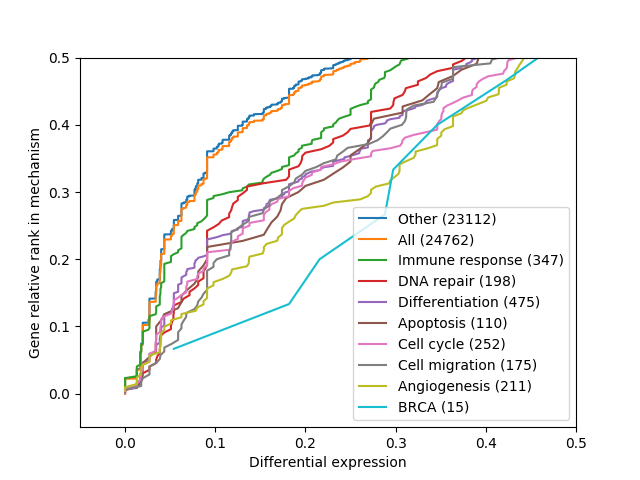 0.5
0.4
0.3
0.2
0.1
0.0
Gene relative rank in mechanism
Other (23112)
All (24762)
Immune response (347)
DNA repair (198)
Differentiation (475)
Apoptosis (110)
Cell cycle (252)
Cell migration (175)
Angiogenesis (211)
BRCA (15)
0.0 0.1 0.2 0.3 0.4 0.5
Differential expression